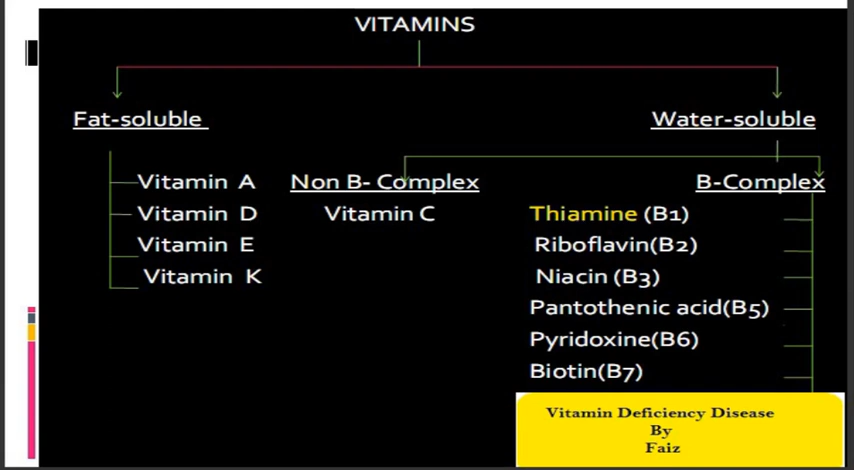 VITAMINS
Fat-soluble
Water-soluble
Vitamin A
Vitamin D
Vitamin E
Vitamin K
Non B- Complex
Vitamin C
B-Complex
Thiamine (B1)
Riboflavin(B2)
Niacin (B3)
Pantothenic acid(B5)
Pyridoxine(B6)
Biotin(B7)
Vitamin Deficiency Disease
By
Faiz